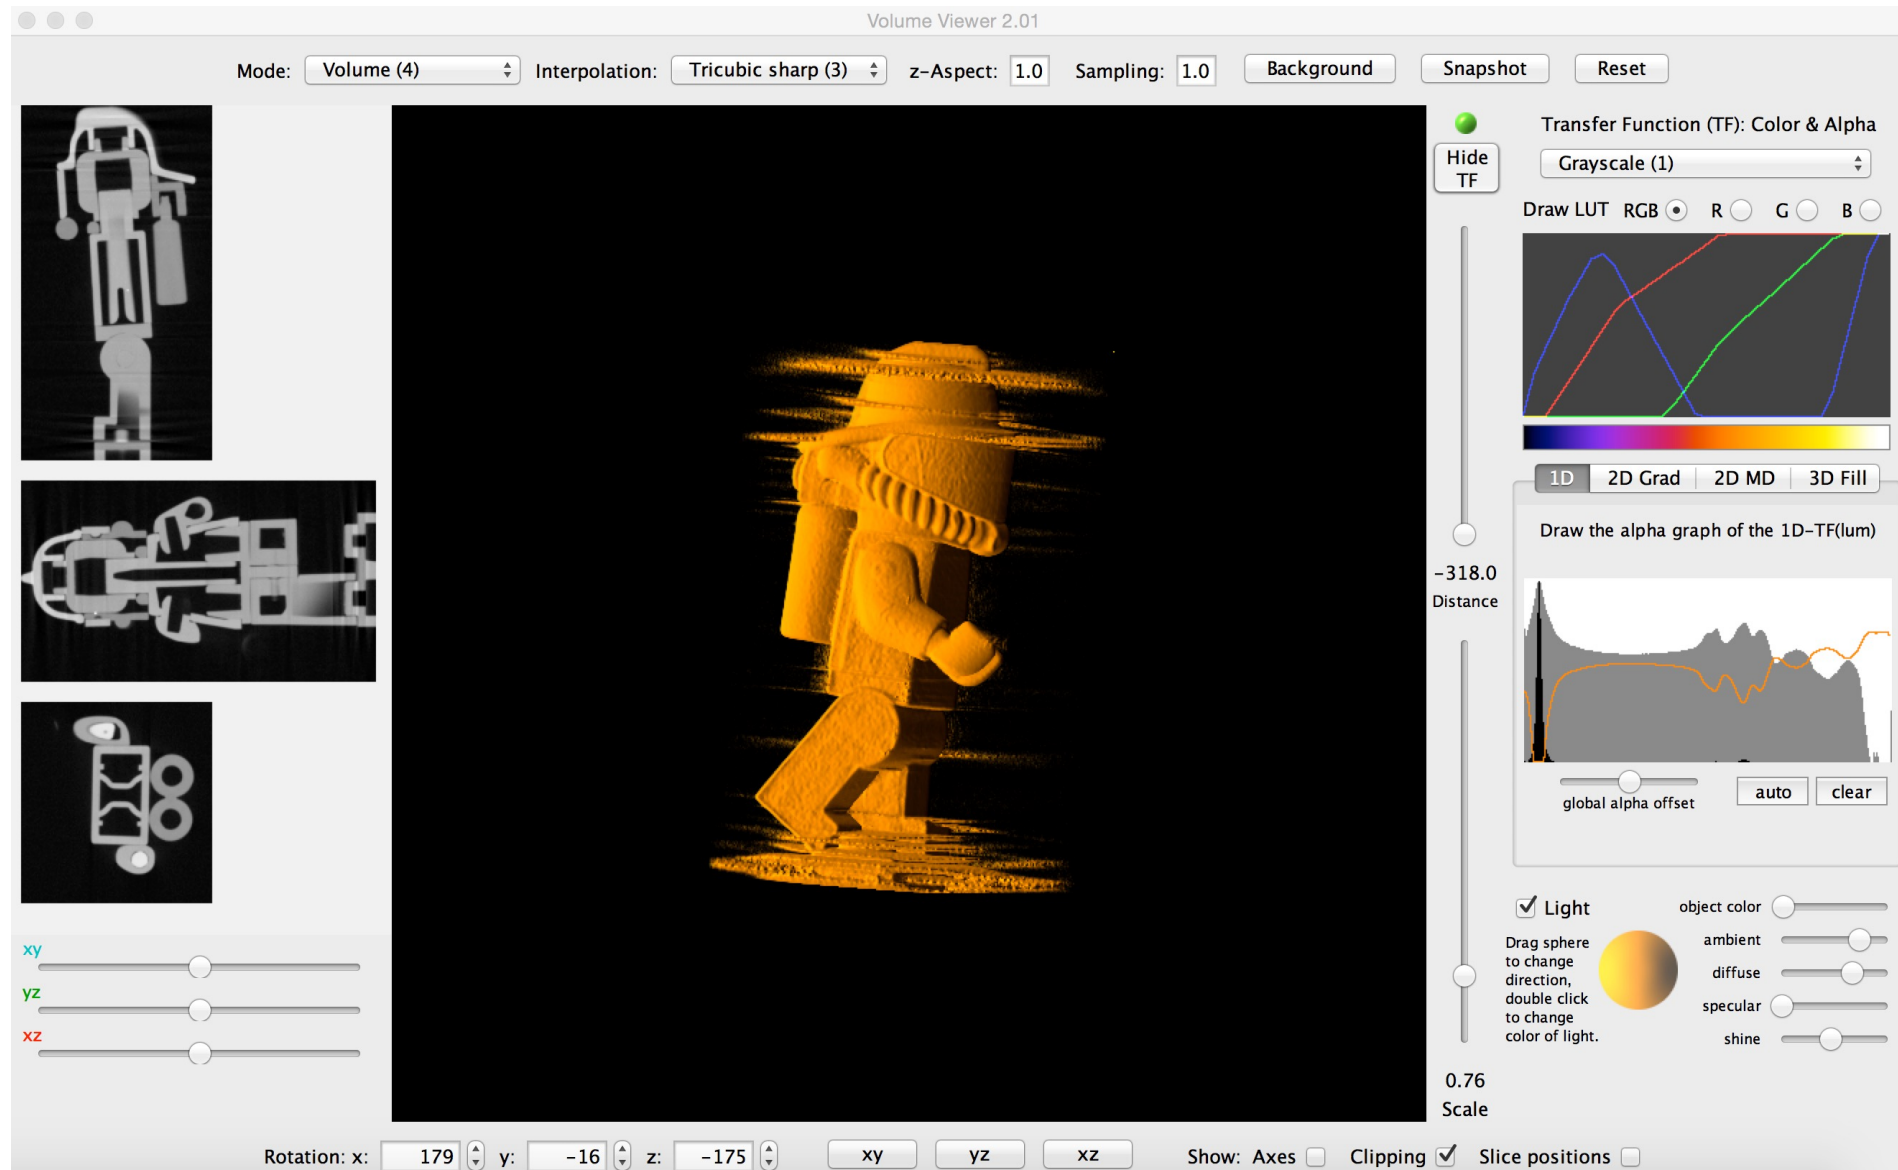 Volume Viewer 2.01
Mode: Volume (4) Interpolation: Tricubic sharp (3) z-Aspect: 1.0 Sampling: 1.0 Background Snapshot Reset
Hide
TF
-318.0
Distance
0.76
Scale
Transfer Function (TF): Color & Alpha
Grayscale (1)
Draw LUT RGB R G B
1D 2D Grad 2D MD 3D Fill
Draw the alpha graph of the 1D-TF(lum)
global alpha offset
auto clear
Light
Drag sphere
to change
direction,
double click
to change
color of light.
object color
ambient
diffuse
specular
shine
xy
yz
xz
Rotation: x: 179 y: -16 z: -175 xy yz xz Show: Axes Clipping Slice positions